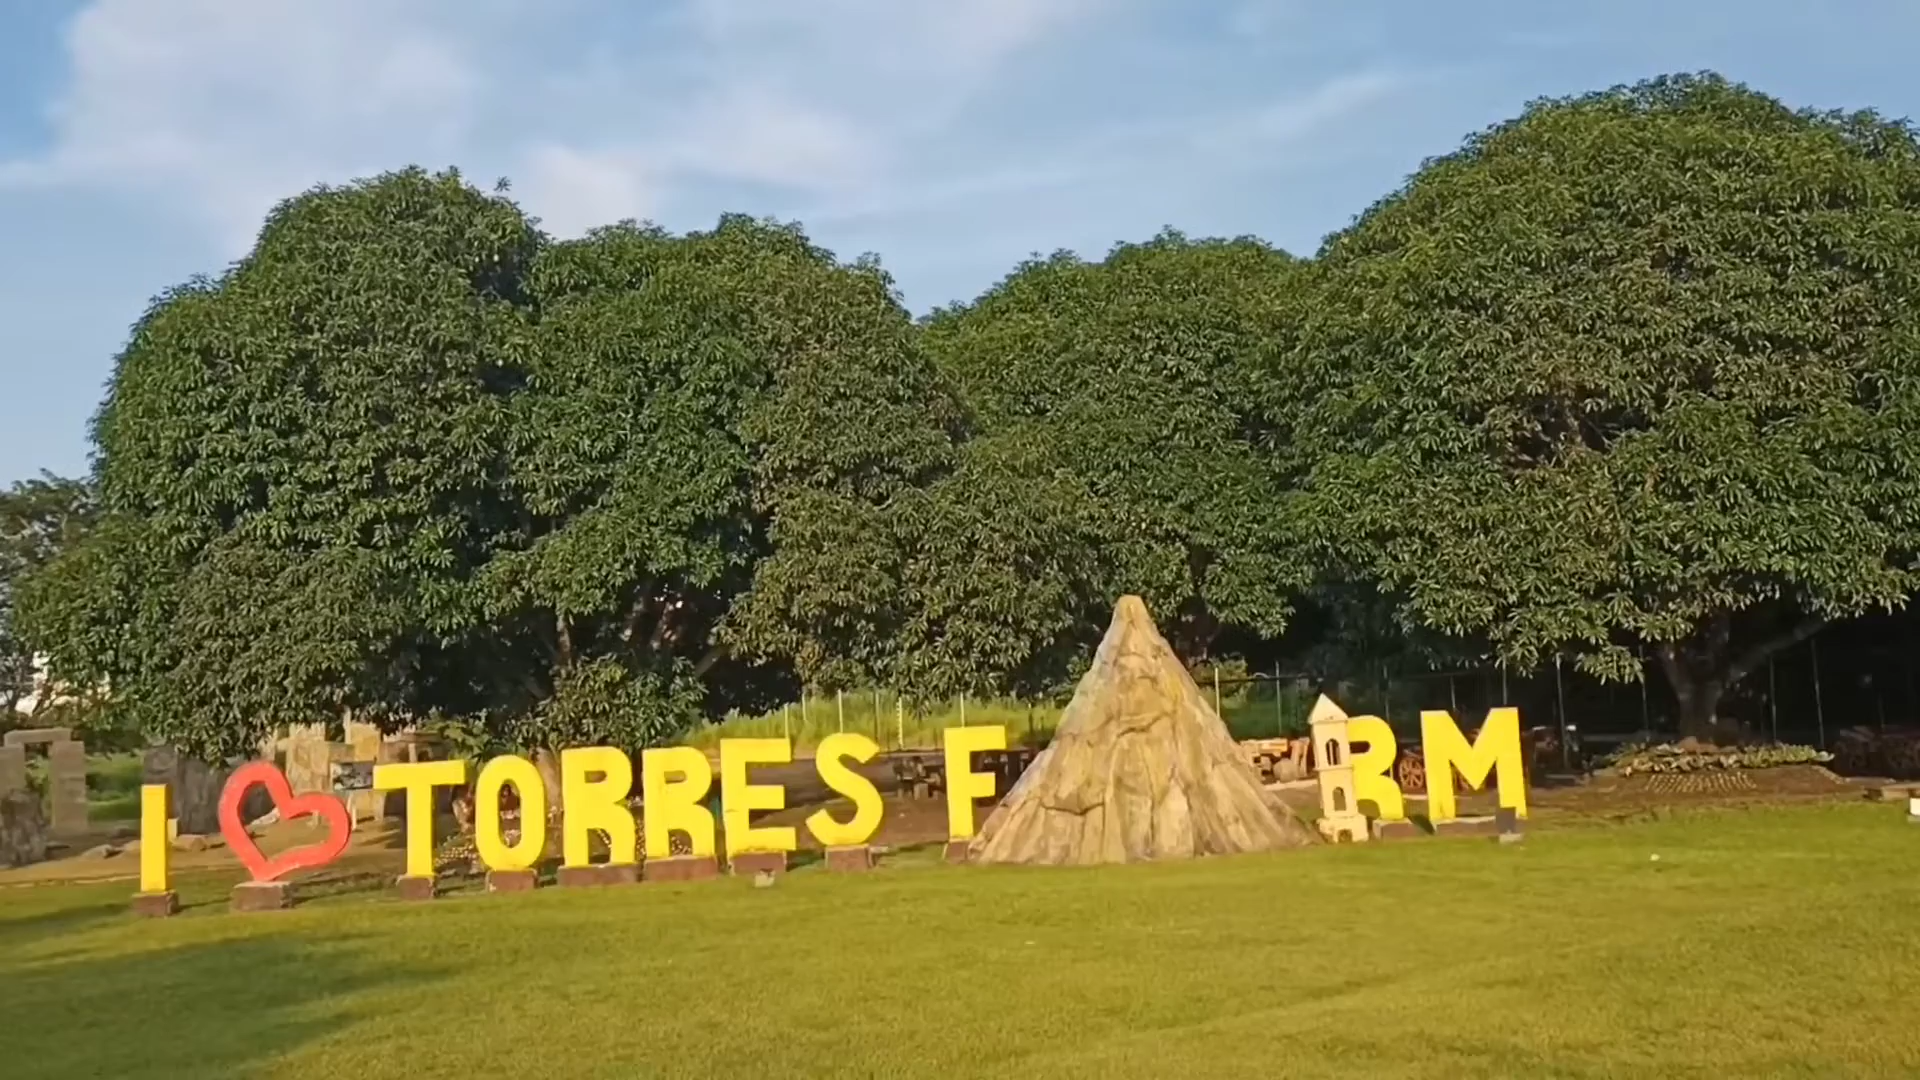 I ❤ TORRES F RM